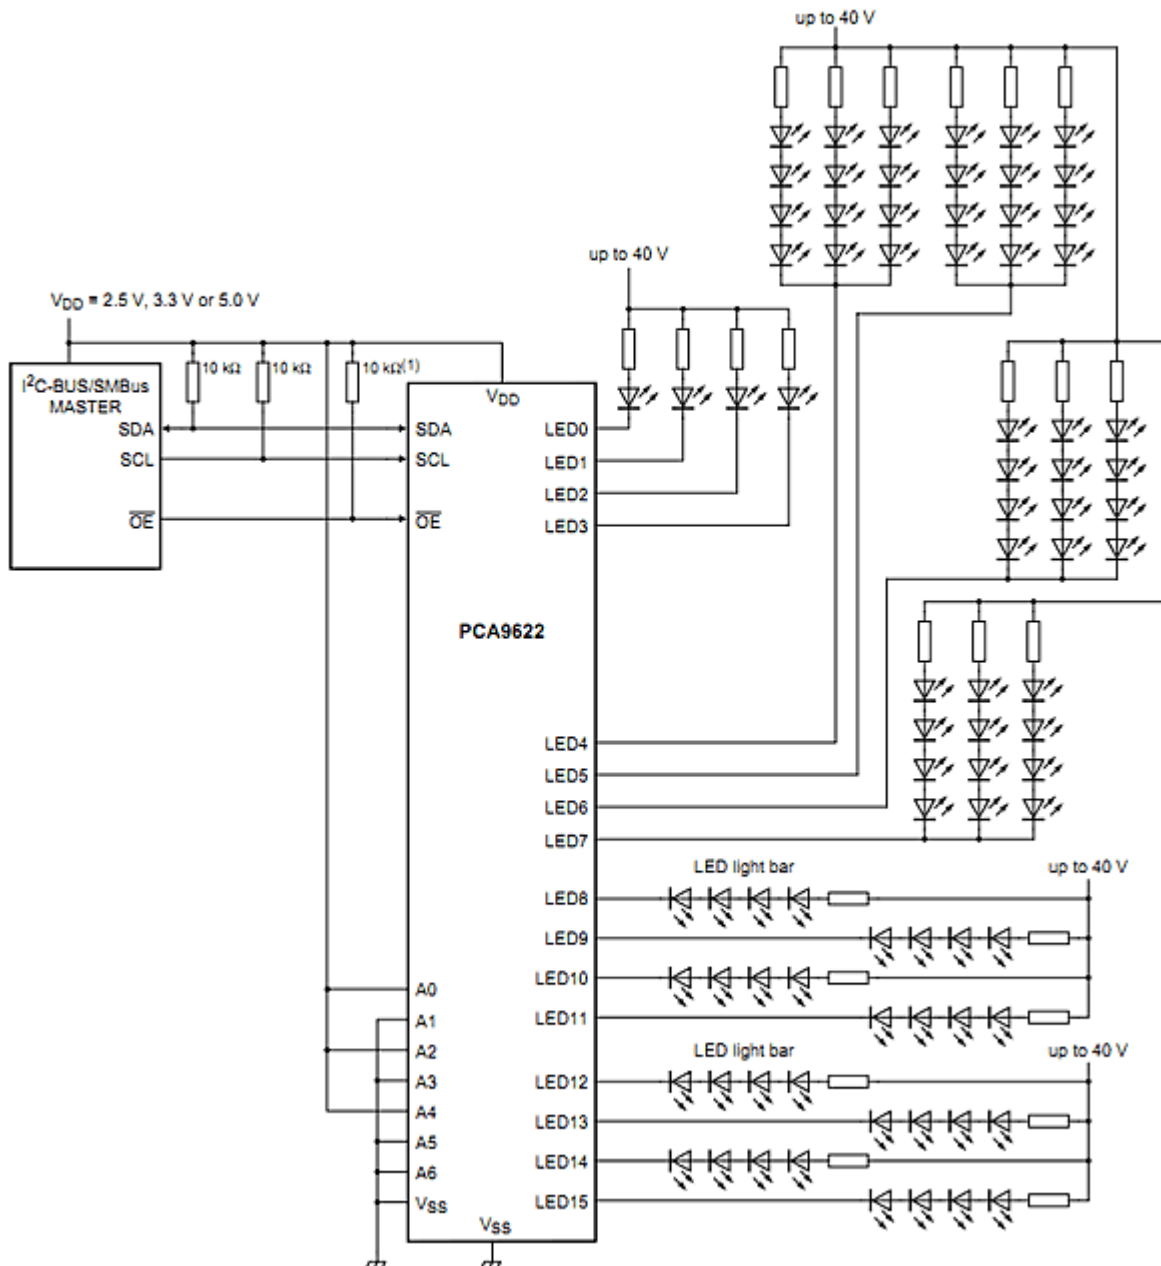 up to 40 V
up to 40 V
VDD = 2.5 V, 3.3 V or 5.0 V
10 kΩ
10 kΩ
10 kΩ(1)
I2C-BUS/SMBus
MASTER
SDA
SCL
OE
VDD
SDA
SCL
OE
LED0
LED1
LED2
LED3
PCA9622
LED4
LED5
LED6
LED7
LED light bar
up to 40 V
LED8
LED9
LED10
LED11
A0
A1
A2
A3
A4
A5
A6
VSS
VSS
LED light bar
up to 40 V
LED12
LED13
LED14
LED15